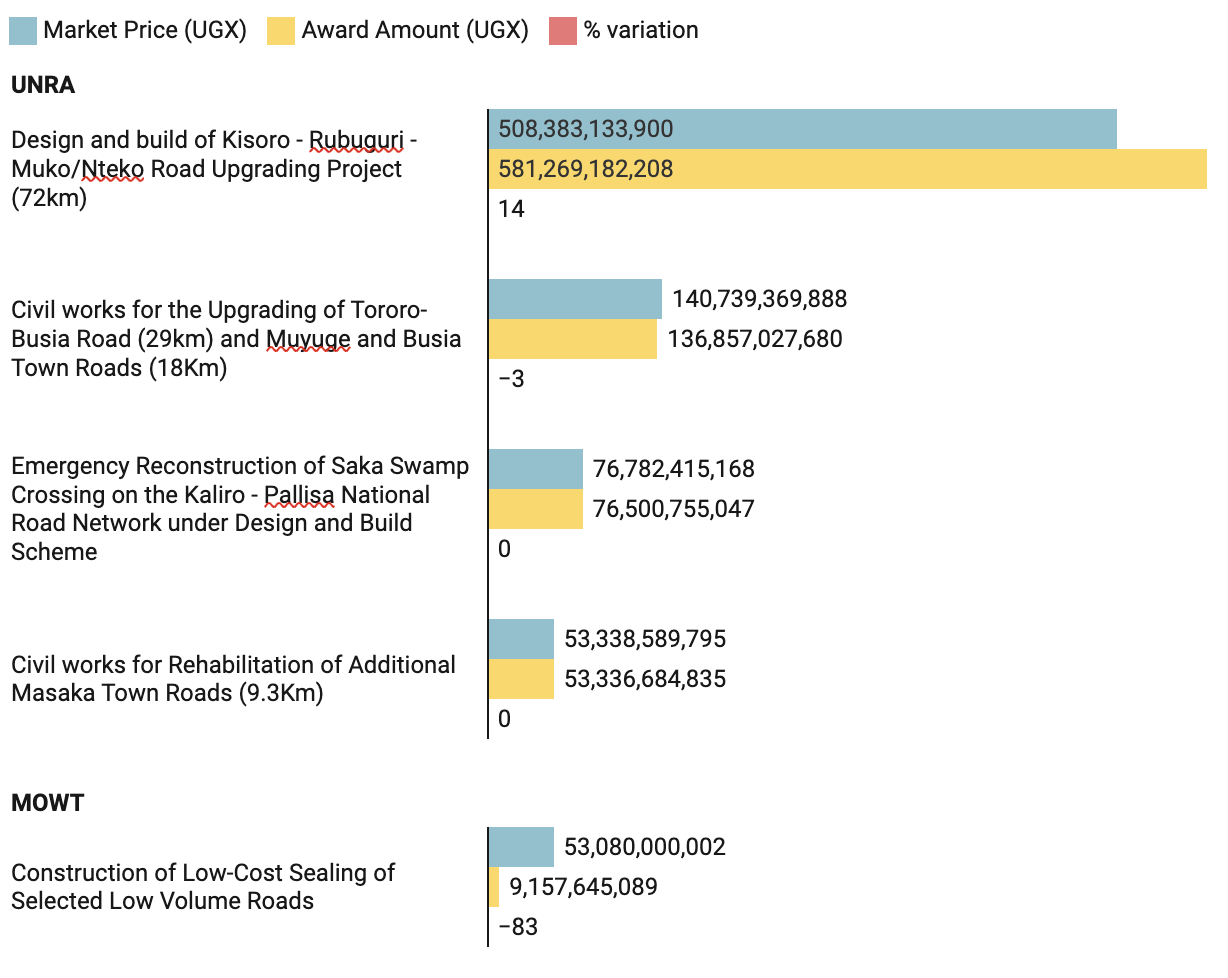 Market Price (UGX) Award Amount (UGX) % variation
UNRA
Design and build of Kisoro - Rubuguri -
Muko/Nteko Road Upgrading Project
(72km)
508,383,133,900
581,269,182,208
14
Civil works for the Upgrading of Tororo-
Busia Road (29km) and Muyuge and Busia
Town Roads (18Km)
140,739,369,888
136,857,027,680
−3
Emergency Reconstruction of Saka Swamp
Crossing on the Kaliro - Pallisa National
Road Network under Design and Build
Scheme
76,782,415,168
76,500,755,047
0
Civil works for Rehabilitation of Additional
Masaka Town Roads (9.3Km)
53,338,589,795
53,336,684,835
0
MOWT
Construction of Low-Cost Sealing of
Selected Low Volume Roads
53,080,000,002
9,157,645,089
−83